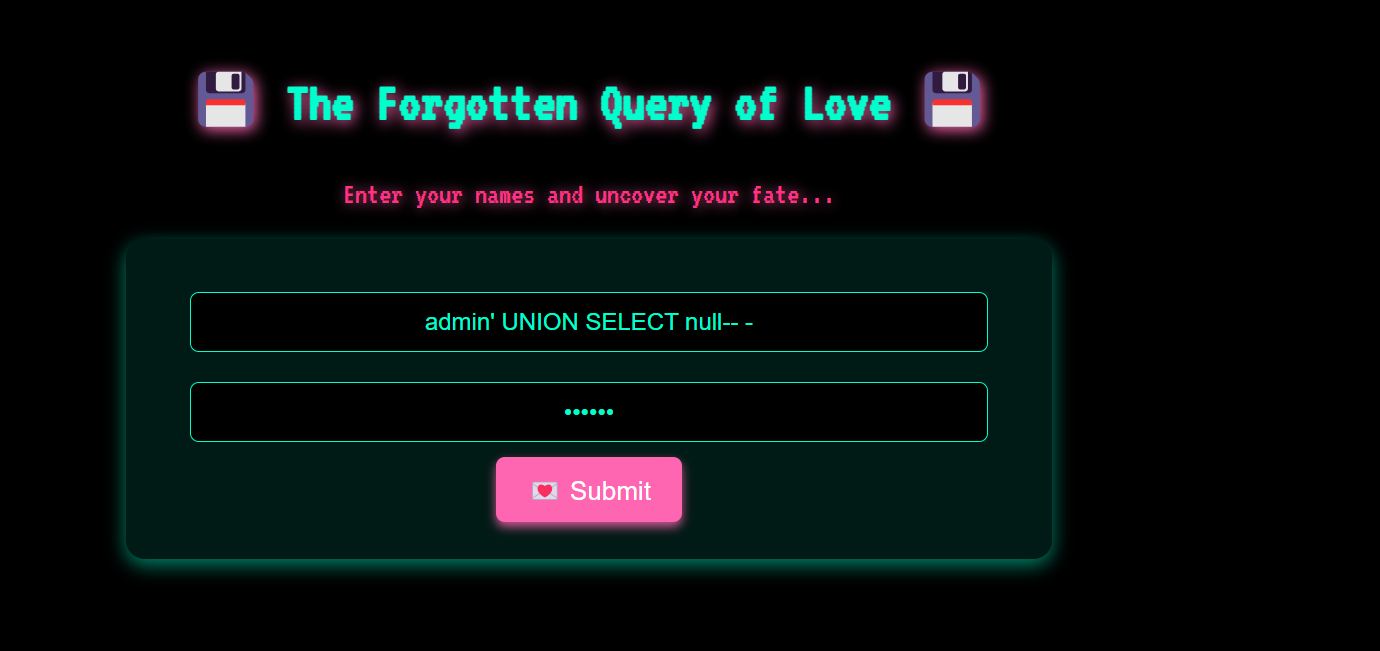 💾 The Forgotten Query of Love 💾
Enter your names and uncover your fate...
admin' UNION SELECT null-- -
••••••
💌 Submit